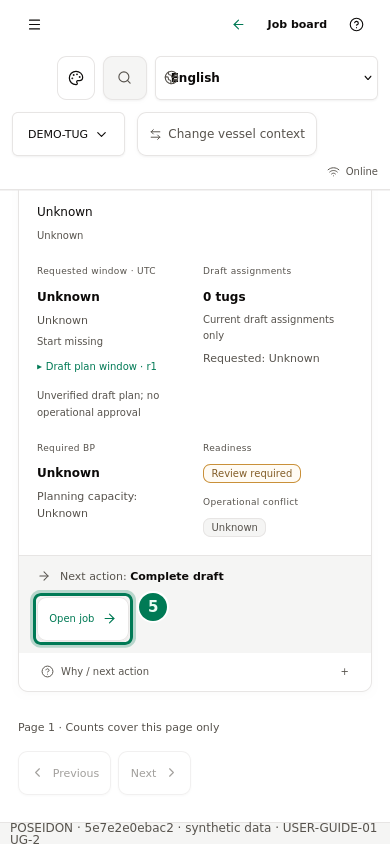 Job board
English
DEMO-TUG
Change vessel context
Online
Unknown
Unknown
Requested window · UTC
Unknown
Unknown
Start missing
▸ Draft plan window · r1
Unverified draft plan; no
operational approval
Draft assignments
0 tugs
Current draft assignments
only
Requested: Unknown
Required BP
Unknown
Planning capacity:
Unknown
Readiness
Review required
Operational conflict
Unknown
Next action: Complete draft
Open job
5
Why / next action
+
Page 1 · Counts cover this page only
Previous
Next
POSEIDON · 5e7e2e0ebac2 · synthetic data · USER-GUIDE-01
UG-2